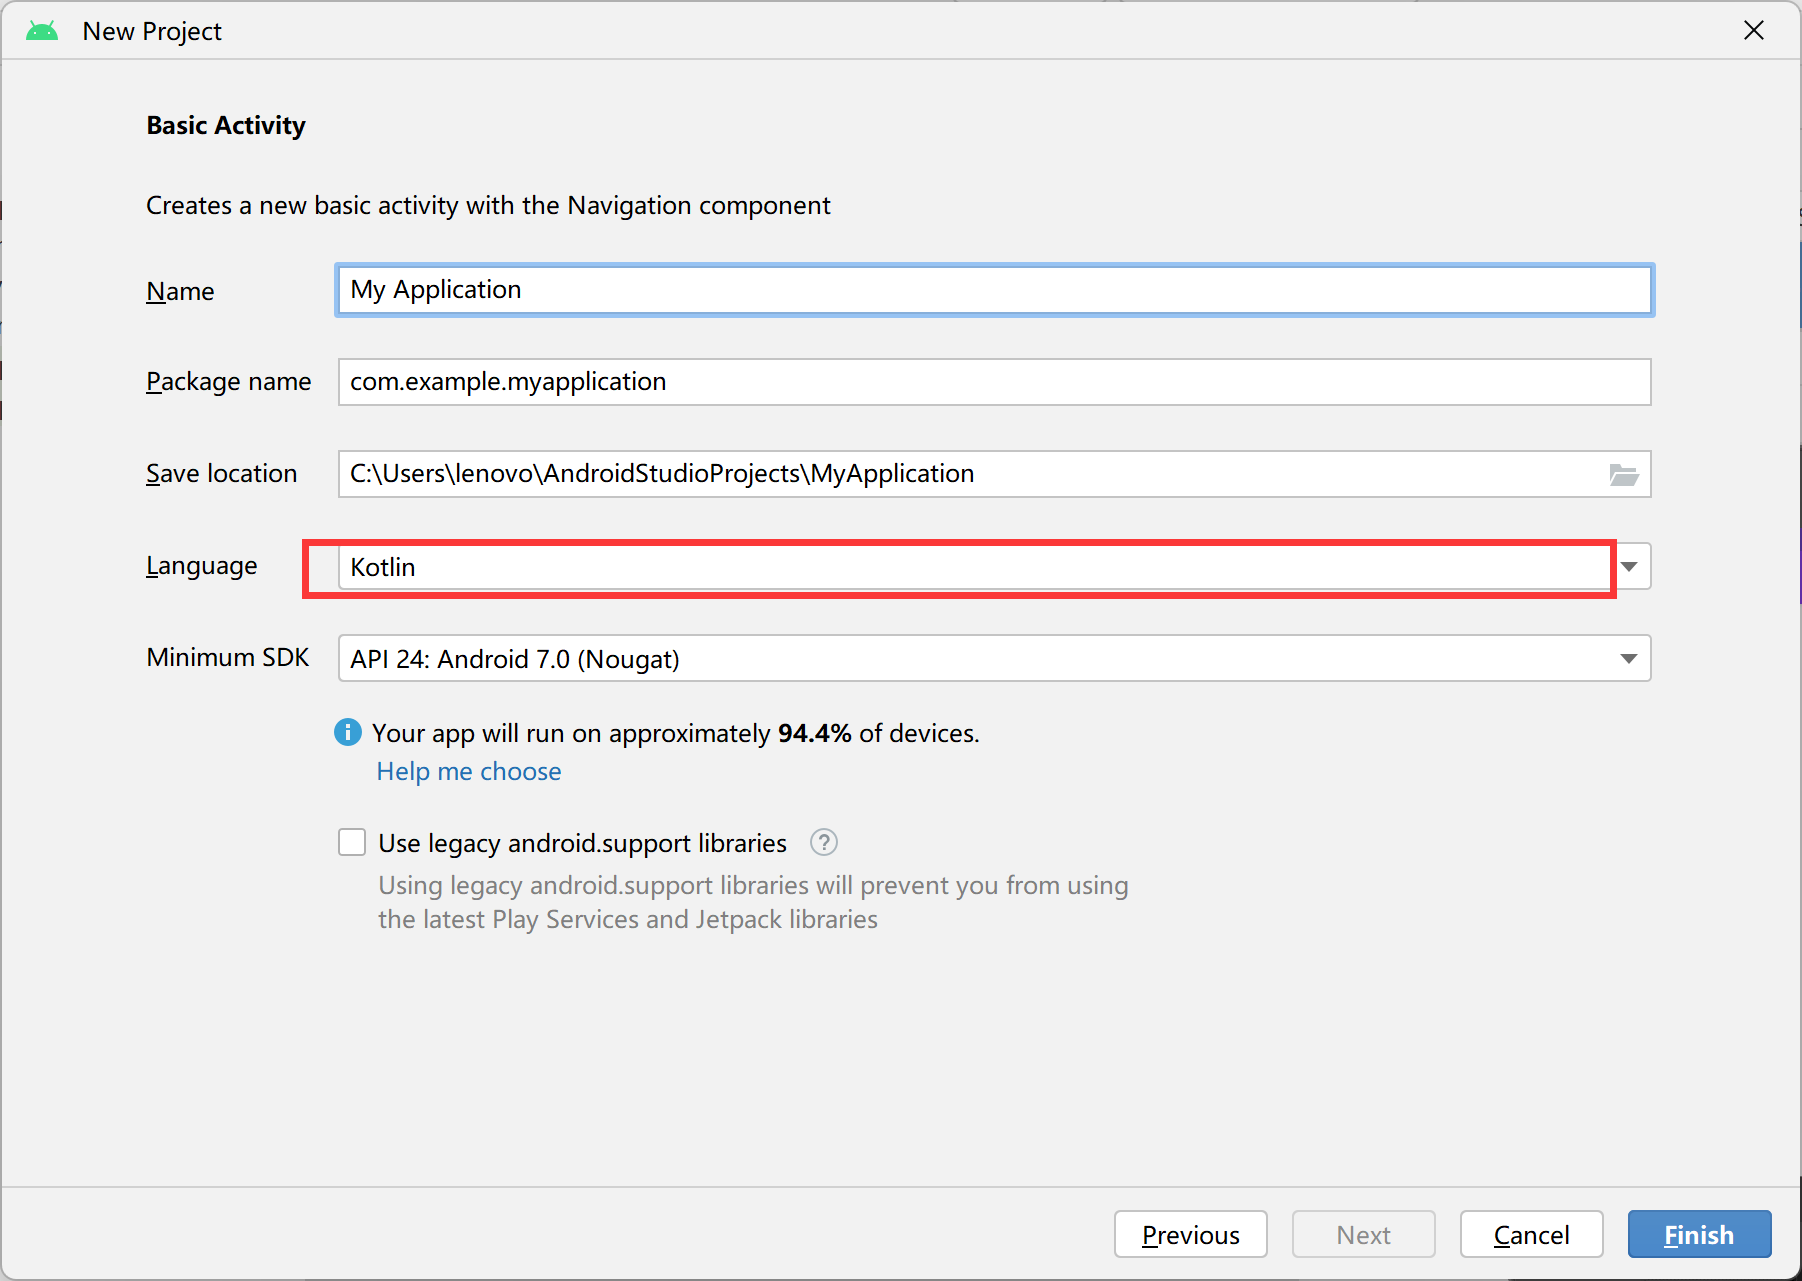 New Project
Basic Activity
Creates a new basic activity with the Navigation component
Name My Application
Package name com.example.myapplication
Save location C:\Users\lenovo\AndroidStudioProjects\MyApplication
Language Kotlin
Minimum SDK API 24: Android 7.0 (Nougat)
Your app will run on approximately 94.4% of devices.
Help me choose
Use legacy android.support libraries ?
Using legacy android.support libraries will prevent you from using
the latest Play Services and Jetpack libraries
Previous Next Cancel Finish